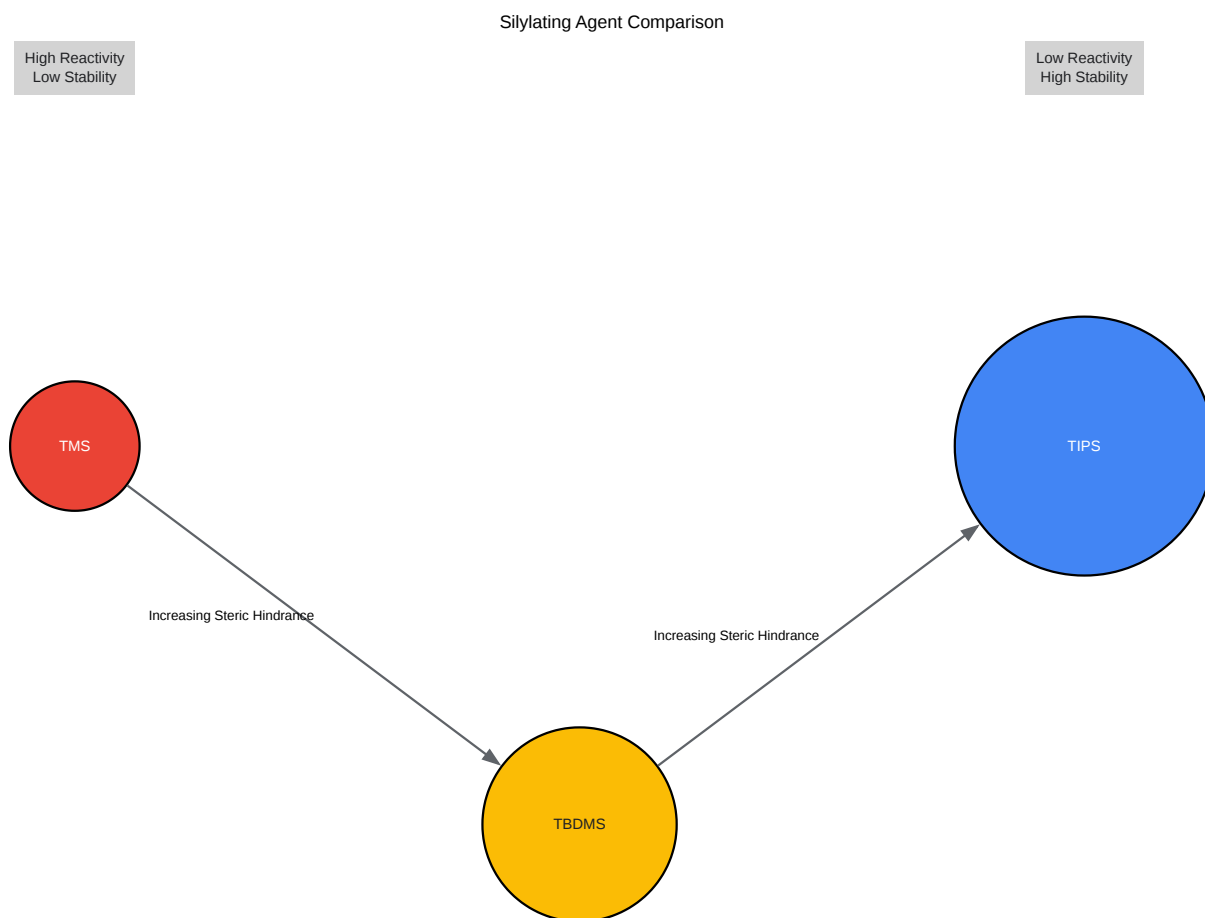 Silylating Agent Comparison
High Reactivity
Low Stability
Low Reactivity
High Stability
TMS
TIPS
Increasing Steric Hindrance
Increasing Steric Hindrance
TBDMS